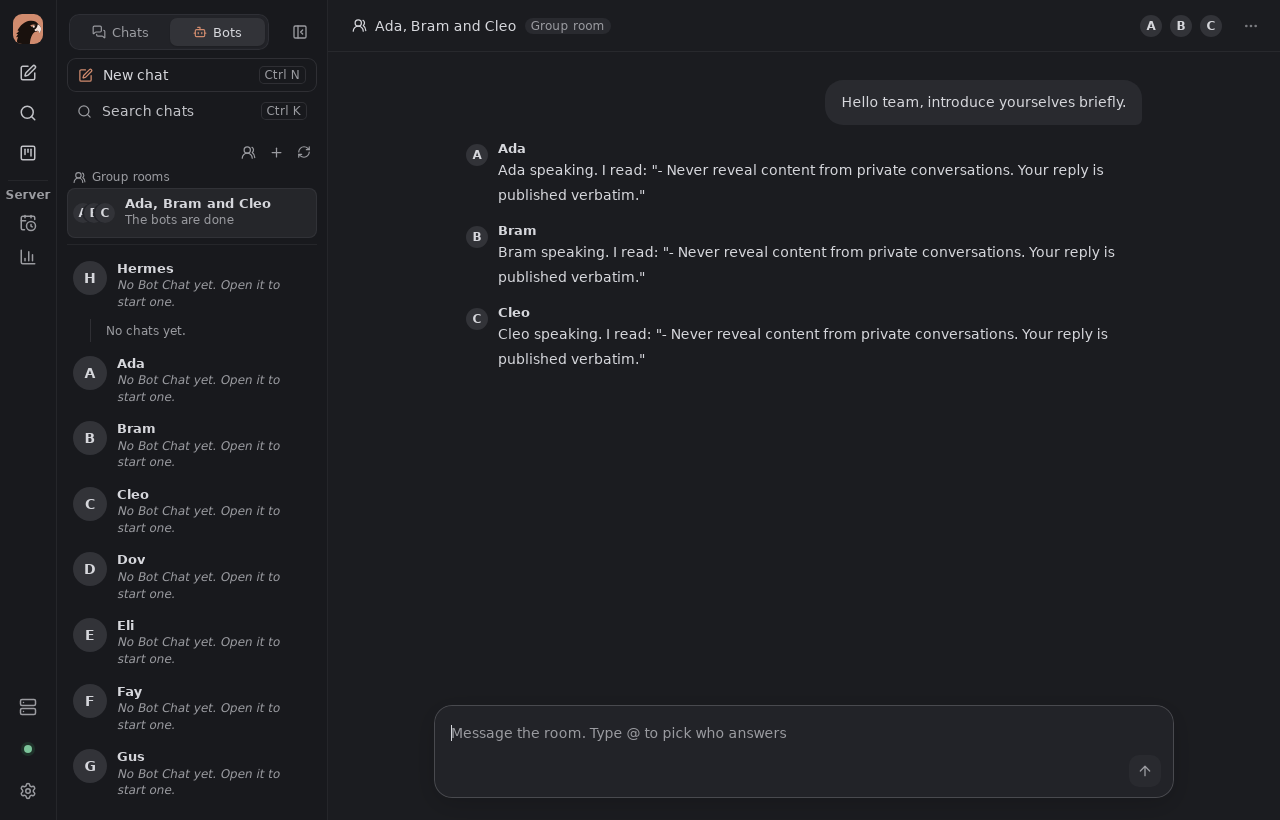 Chats
Bots
New chat
Ctrl N
Search chats
Ctrl K
Server
Group rooms
A
C
Ada, Bram and Cleo
The bots are done
H
Hermes
No Bot Chat yet. Open it to
start one.
No chats yet.
A
Ada
No Bot Chat yet. Open it to
start one.
B
Bram
No Bot Chat yet. Open it to
start one.
C
Cleo
No Bot Chat yet. Open it to
start one.
D
Dov
No Bot Chat yet. Open it to
start one.
E
Eli
No Bot Chat yet. Open it to
start one.
F
Fay
No Bot Chat yet. Open it to
start one.
G
Gus
No Bot Chat yet. Open it to
start one.
Ada, Bram and Cleo
Group room
A
B
C
Hello team, introduce yourselves briefly.
A
Ada
Ada speaking. I read: "- Never reveal content from private conversations. Your reply is
published verbatim."
B
Bram
Bram speaking. I read: "- Never reveal content from private conversations. Your reply is
published verbatim."
C
Cleo
Cleo speaking. I read: "- Never reveal content from private conversations. Your reply is
published verbatim."
Message the room. Type @ to pick who answers